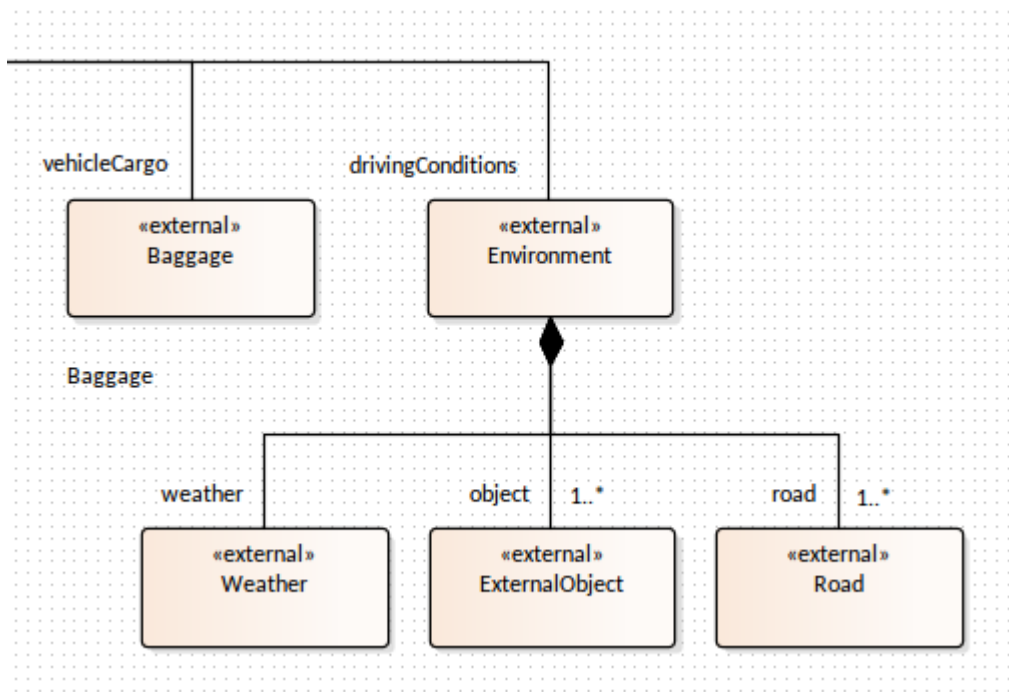 vehicleCargo
drivingConditions
«external»
Baggage
«external»
Environment
Baggage
weather
object
1..*
road
1..*
«external»
Weather
«external»
ExternalObject
«external»
Road